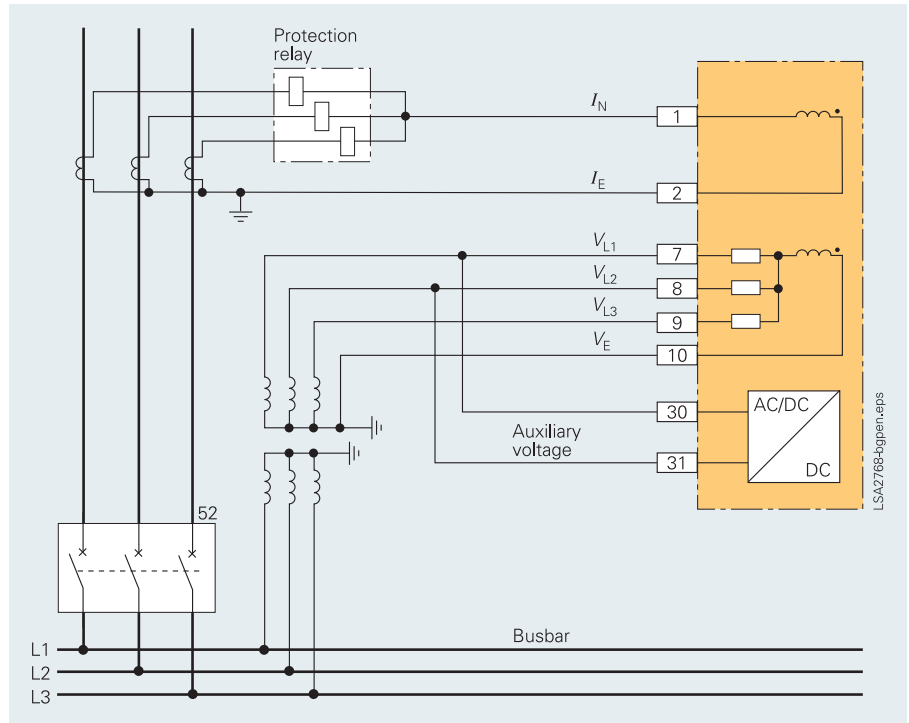 Protection
relay
I_N
1
I_E
2
V_L1
7
V_L2
8
V_L3
9
V_E
10
30
AC/DC
Auxiliary
voltage
31
DC
LSA2768-bgpen.eps
52
Busbar
L1
L2
L3